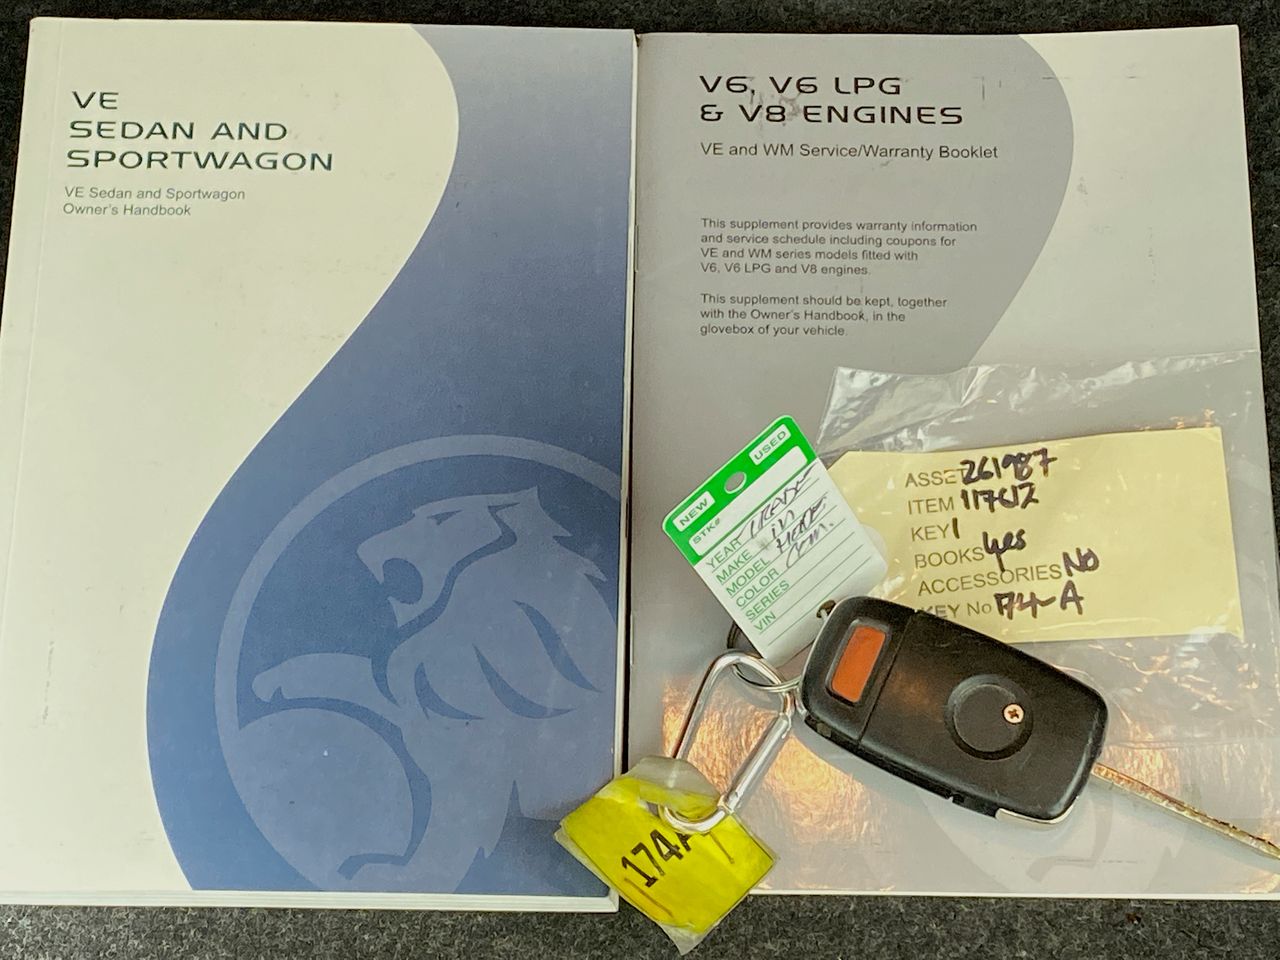 VE
SEDAN AND
SPORTWAGON
VE Sedan and Sportwagon
Owner's Handbook
V6, V6 LPG
& V8 ENGINES
VE and WM Service/Warranty Booklet
This supplement provides warranty information
and service schedule including coupons for
VE and WM series models fitted with
V6, V6 LPG and V8 engines.
This supplement should be kept, together
with the Owner's Handbook, in the
glovebox of your vehicle.
NEW USED
STK#
YEAR TRADE
MAKE in
MODEL
COLOR
SERIES
VIN
ASSET 261987
ITEM 117612
KEY 1
BOOKS yes
ACCESSORIES NO
KEY No 174-A
174A